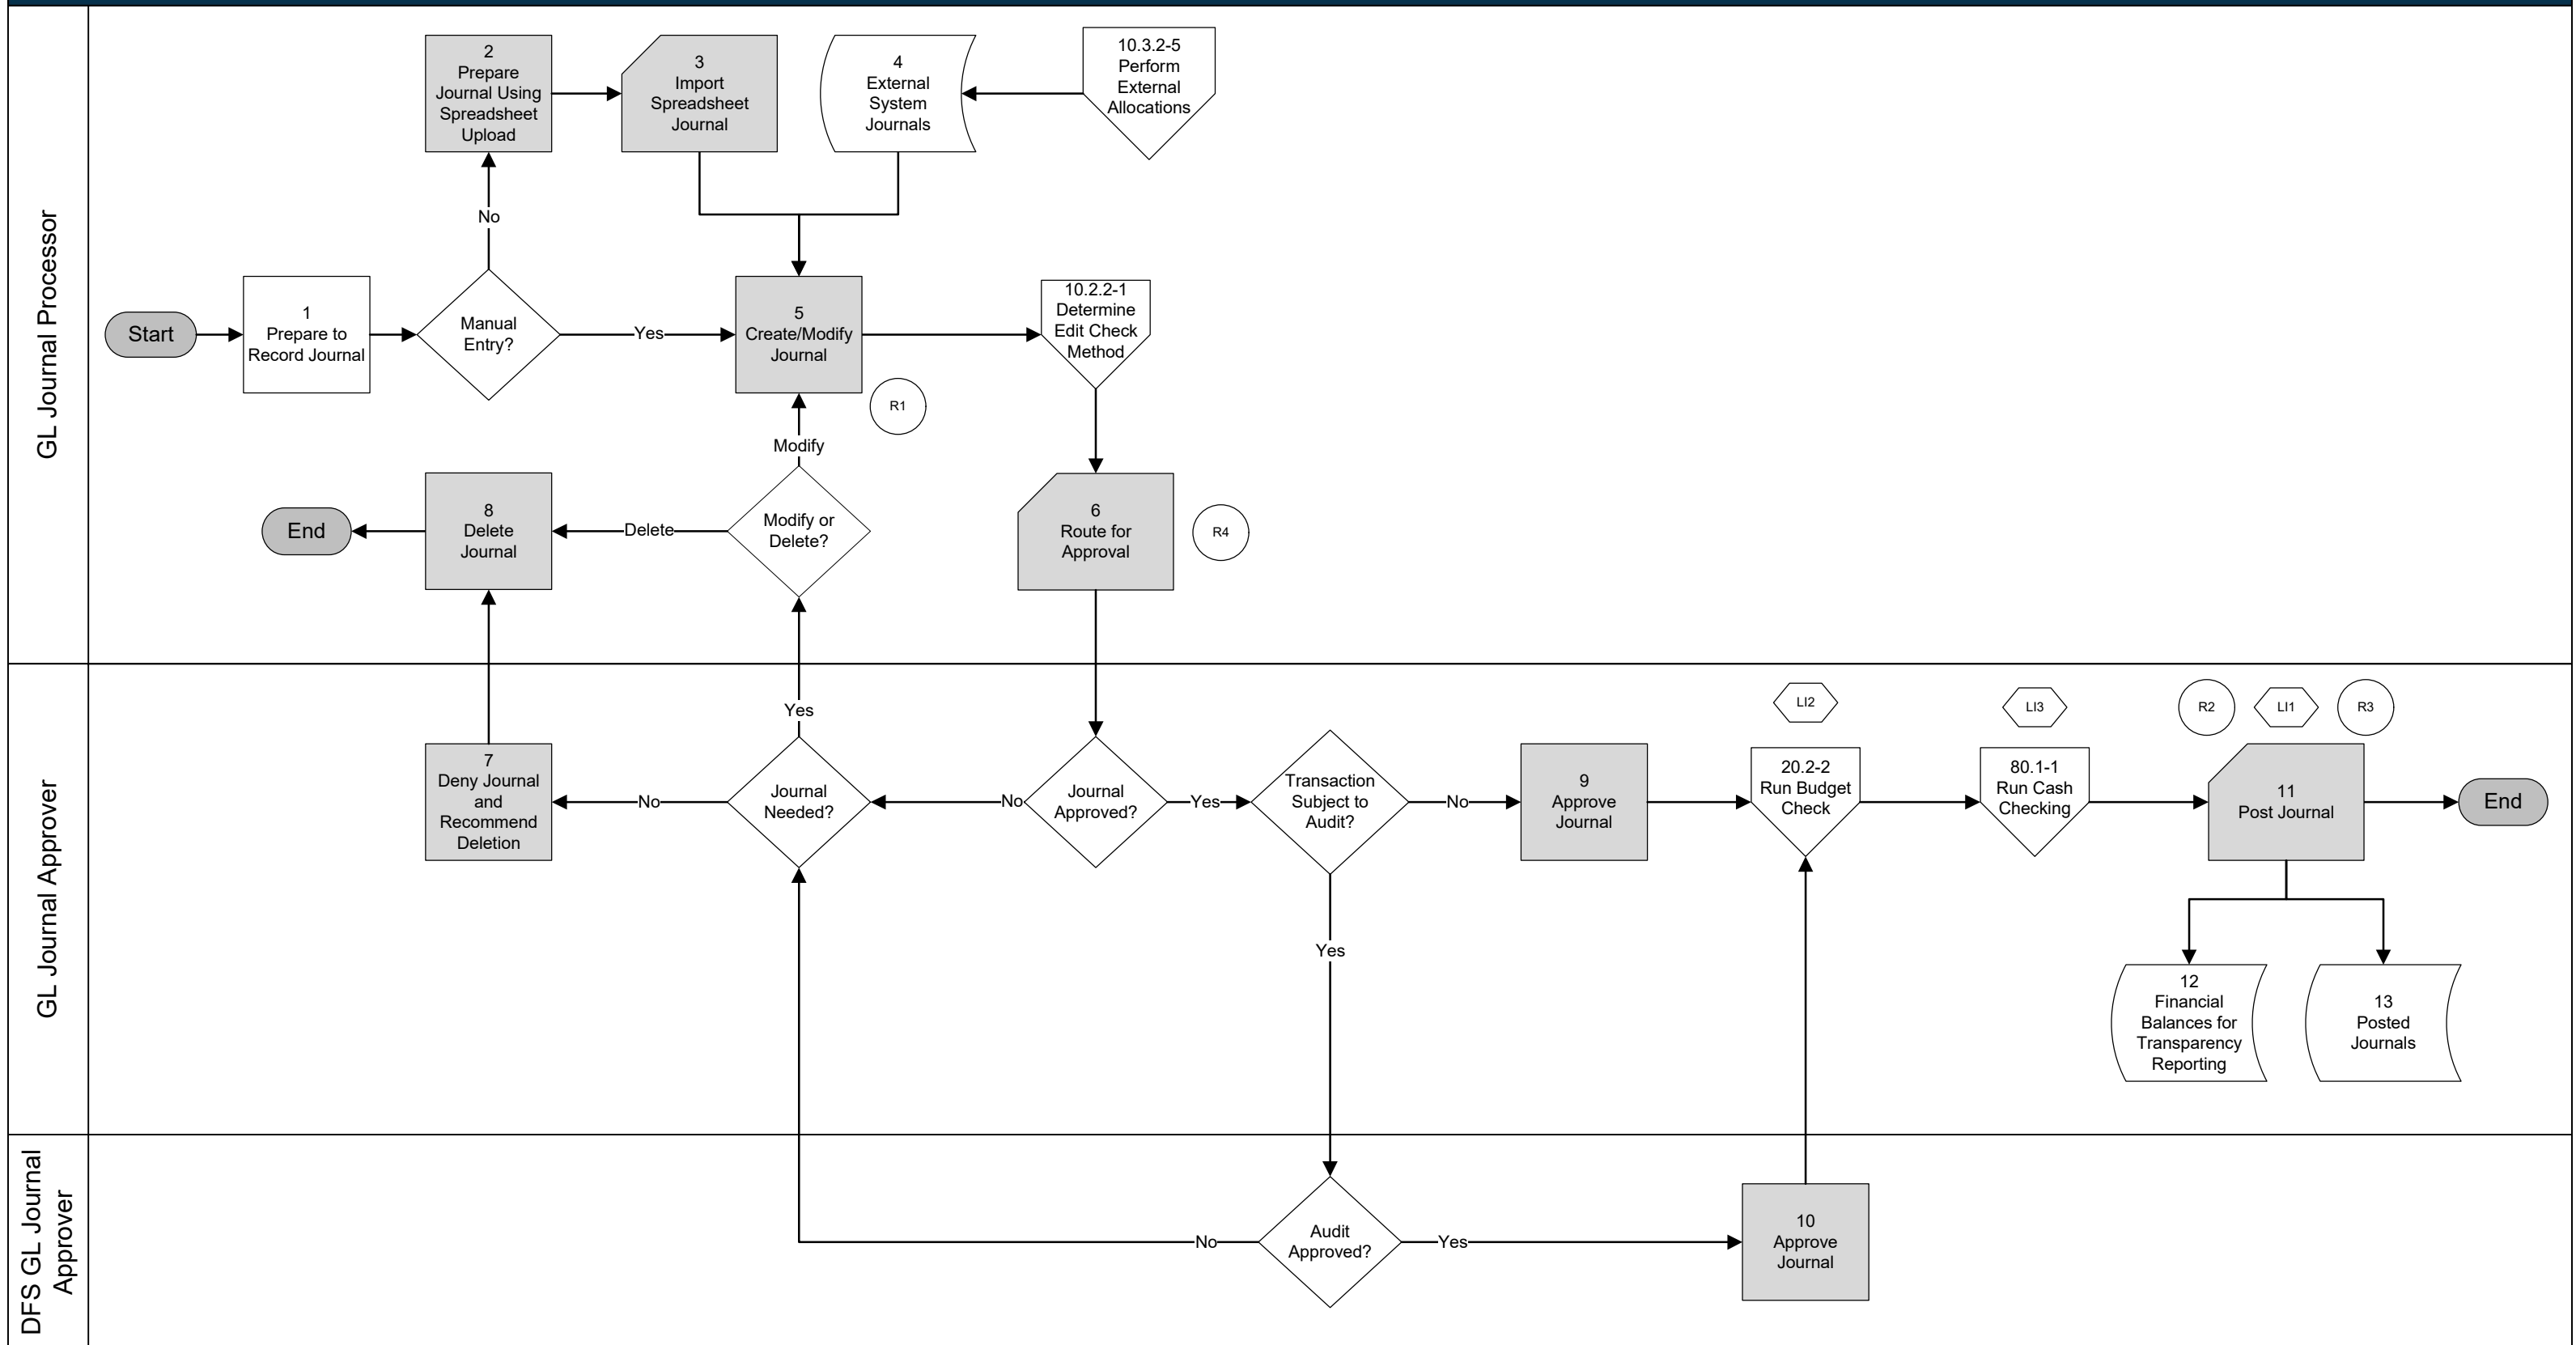 GL Journal Processor
2
Prepare
Journal Using
Spreadsheet
Upload
3
Import
Spreadsheet
Journal
4
External
System
Journals
10.3.2-5
Perform
External
Allocations
No
Start
1
Prepare to
Record Journal
Manual
Entry?
Yes
5
Create/Modify
Journal
R1
10.2.2-1
Determine
Edit Check
Method
Modify
End
8
Delete
Journal
Delete
Modify or
Delete?
6
Route for
Approval
R4
GL Journal Approver
Yes
7
Deny Journal
and
Recommend
Deletion
No
Journal
Needed?
No
Journal
Approved?
Yes
Transaction
Subject to
Audit?
No
9
Approve
Journal
LI2
20.2-2
Run Budget
Check
LI3
80.1-1
Run Cash
Checking
R2
LI1
R3
11
Post Journal
End
Yes
12
Financial
Balances for
Transparency
Reporting
13
Posted
Journals
DFS GL Journal
Approver
No
Audit
Approved?
Yes
10
Approve
Journal